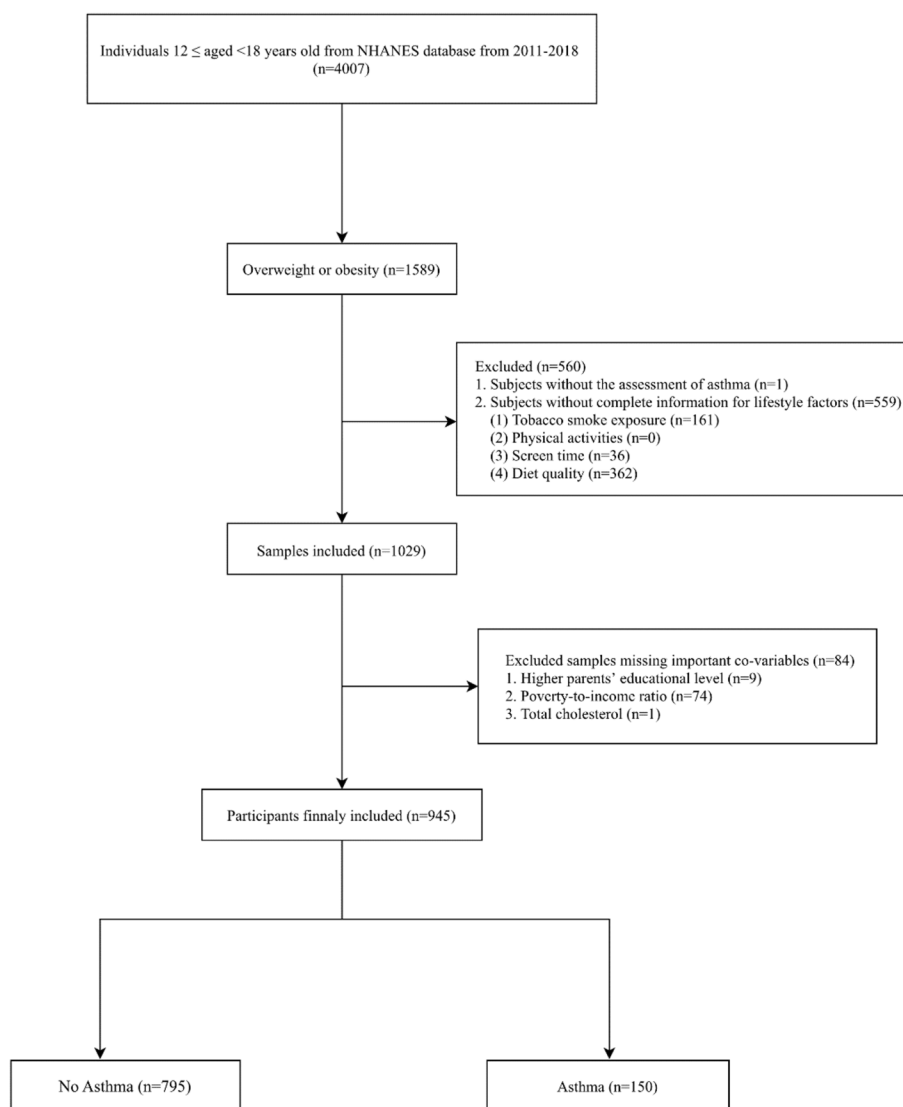 Individuals 12 ≤ aged <18 years old from NHANES database from 2011-2018
(n=4007)
Overweight or obesity (n=1589)
Excluded (n=560)
1. Subjects without the assessment of asthma (n=1)
2. Subjects without complete information for lifestyle factors (n=559)
(1) Tobacco smoke exposure (n=161)
(2) Physical activities (n=0)
(3) Screen time (n=36)
(4) Diet quality (n=362)
Samples included (n=1029)
Excluded samples missing important co-variables (n=84)
1. Higher parents’ educational level (n=9)
2. Poverty-to-income ratio (n=74)
3. Total cholesterol (n=1)
Participants finnaly included (n=945)
No Asthma (n=795)
Asthma (n=150)